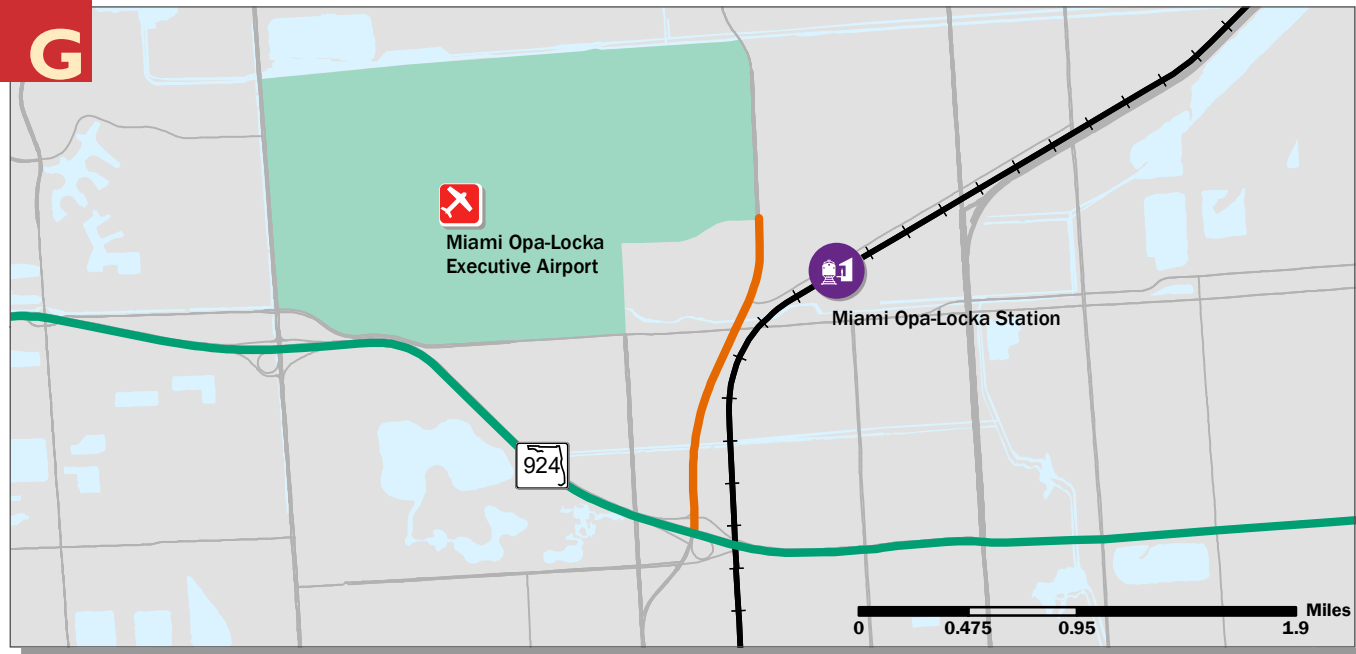 G
Miami Opa-Locka
Executive Airport
Miami Opa-Locka Station
924
Miles
0 0.475 0.95 1.9